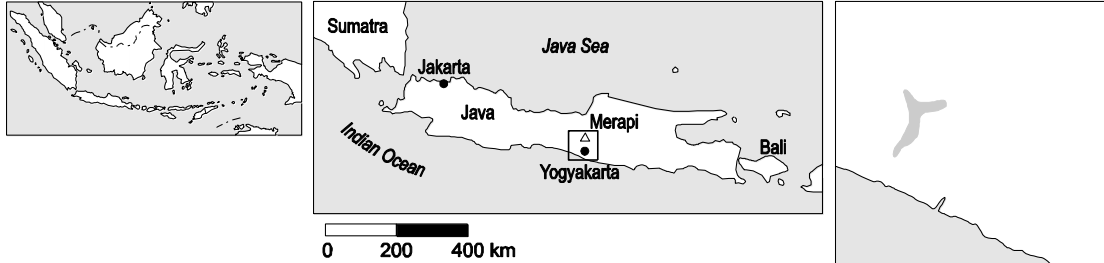 Sumatra
Java Sea
Jakarta
Java
Merapi
Indian Ocean
Bali
Yogyakarta
0 200 400 km